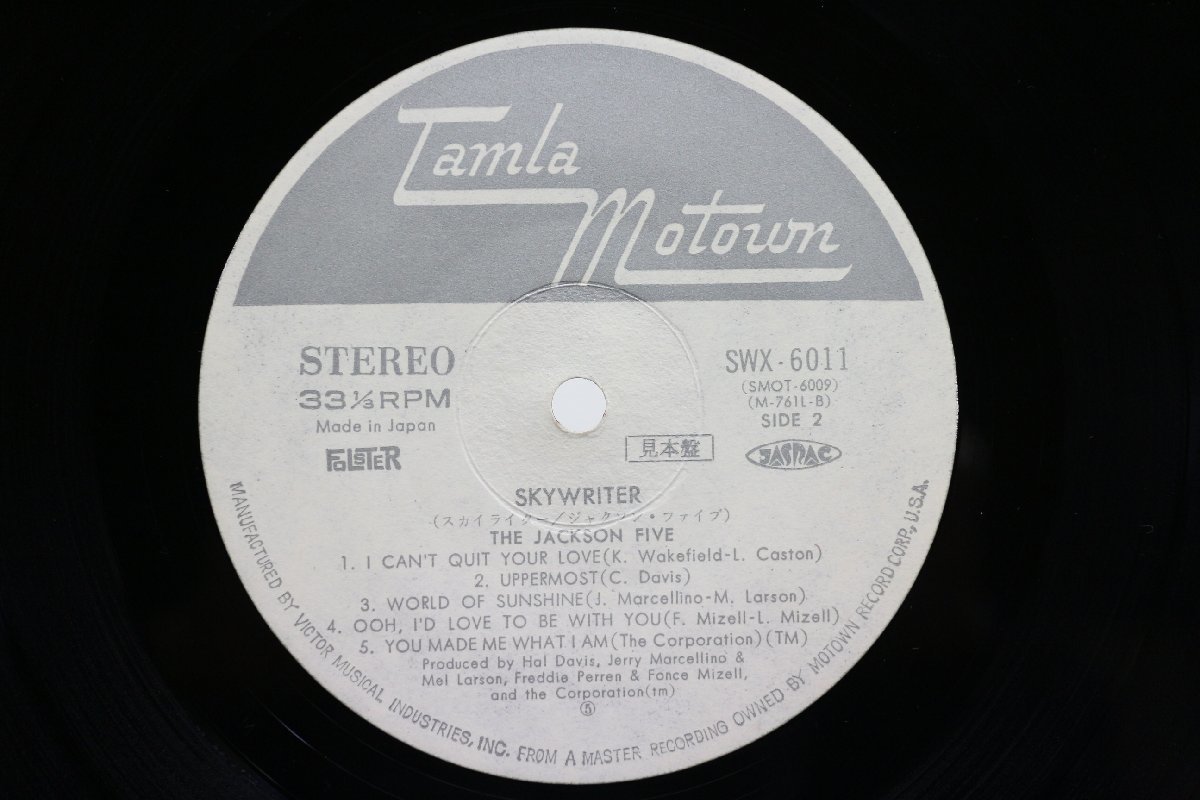 Tamla
Motown
STEREO
33 1/3 RPM
Made in Japan
FOLSTER
SWX-6011
(SMOT-6009)
(M-761L-B)
SIDE 2
見本盤
JASRAC
SKYWRITER
(スカイライター/ジャクソン・ファイブ)
THE JACKSON FIVE
1. I CAN'T QUIT YOUR LOVE(K. Wakefield-L. Caston)
2. UPPERMOST(C. Davis)
3. WORLD OF SUNSHINE(J. Marcellino-M. Larson)
4. OOH, I'D LOVE TO BE WITH YOU(F. Mizell-L. Mizell)
5. YOU MADE ME WHAT I AM(The Corporation)(TM)
Produced by Hal Davis, Jerry Marcellino &
Mel Larson, Freddie Perren & Fonce Mizell,
and the Corporation(tm)
MANUFACTURED BY VICTOR MUSICAL INDUSTRIES, INC. FROM A MASTER RECORDING OWNED BY MOTOWN RECORD CORP., U.S.A.